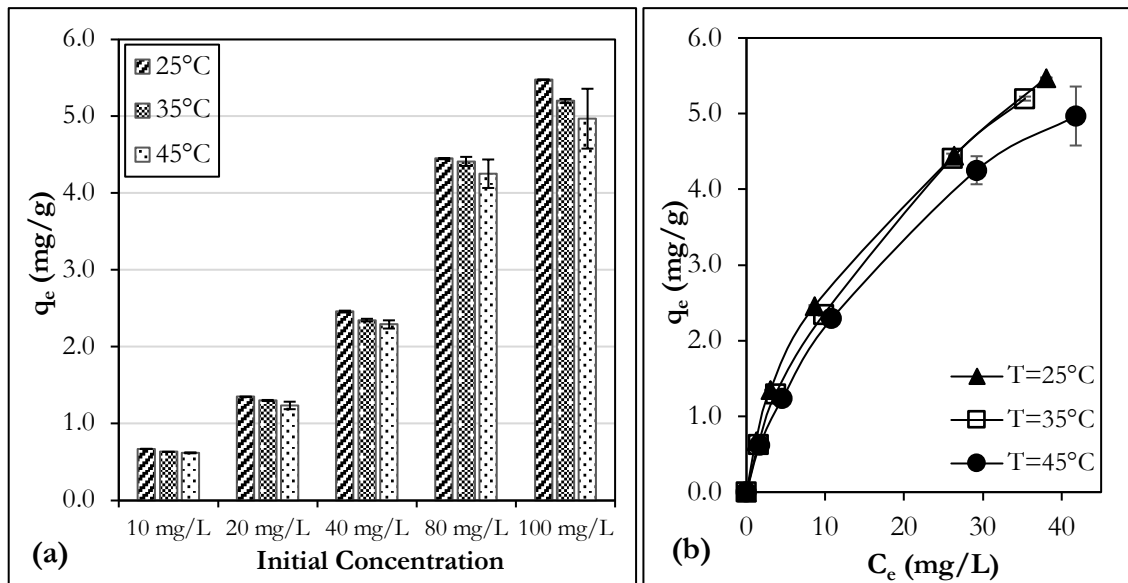 6.0
5.0
4.0
3.0
2.0
1.0
0.0
qₑ (mg/g)
25°C
35°C
45°C
10 mg/L 20 mg/L 40 mg/L 80 mg/L 100 mg/L
(a)
Initial Concentration
6.0
5.0
4.0
3.0
2.0
1.0
0.0
qₑ (mg/g)
T=25°C
T=35°C
T=45°C
0 10 20 30 40
(b)
Cₑ (mg/L)